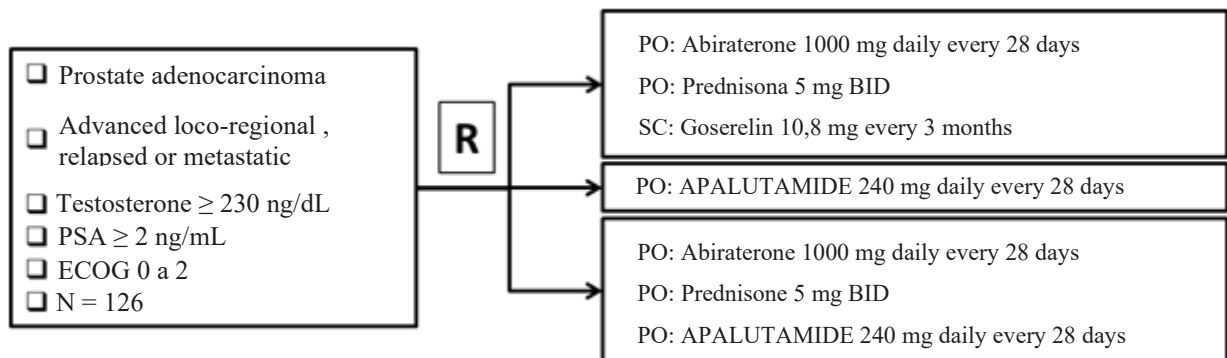 Prostate adenocarcinoma
Advanced loco-regional ,
relapsed or metastatic
Testosterone ≥ 230 ng/dL
PSA ≥ 2 ng/mL
ECOG 0 a 2
N = 126
R
PO: Abiraterone 1000 mg daily every 28 days
PO: Prednisona 5 mg BID
SC: Goserelin 10,8 mg every 3 months
PO: APALUTAMIDE 240 mg daily every 28 days
PO: Abiraterone 1000 mg daily every 28 days
PO: Prednisone 5 mg BID
PO: APALUTAMIDE 240 mg daily every 28 days